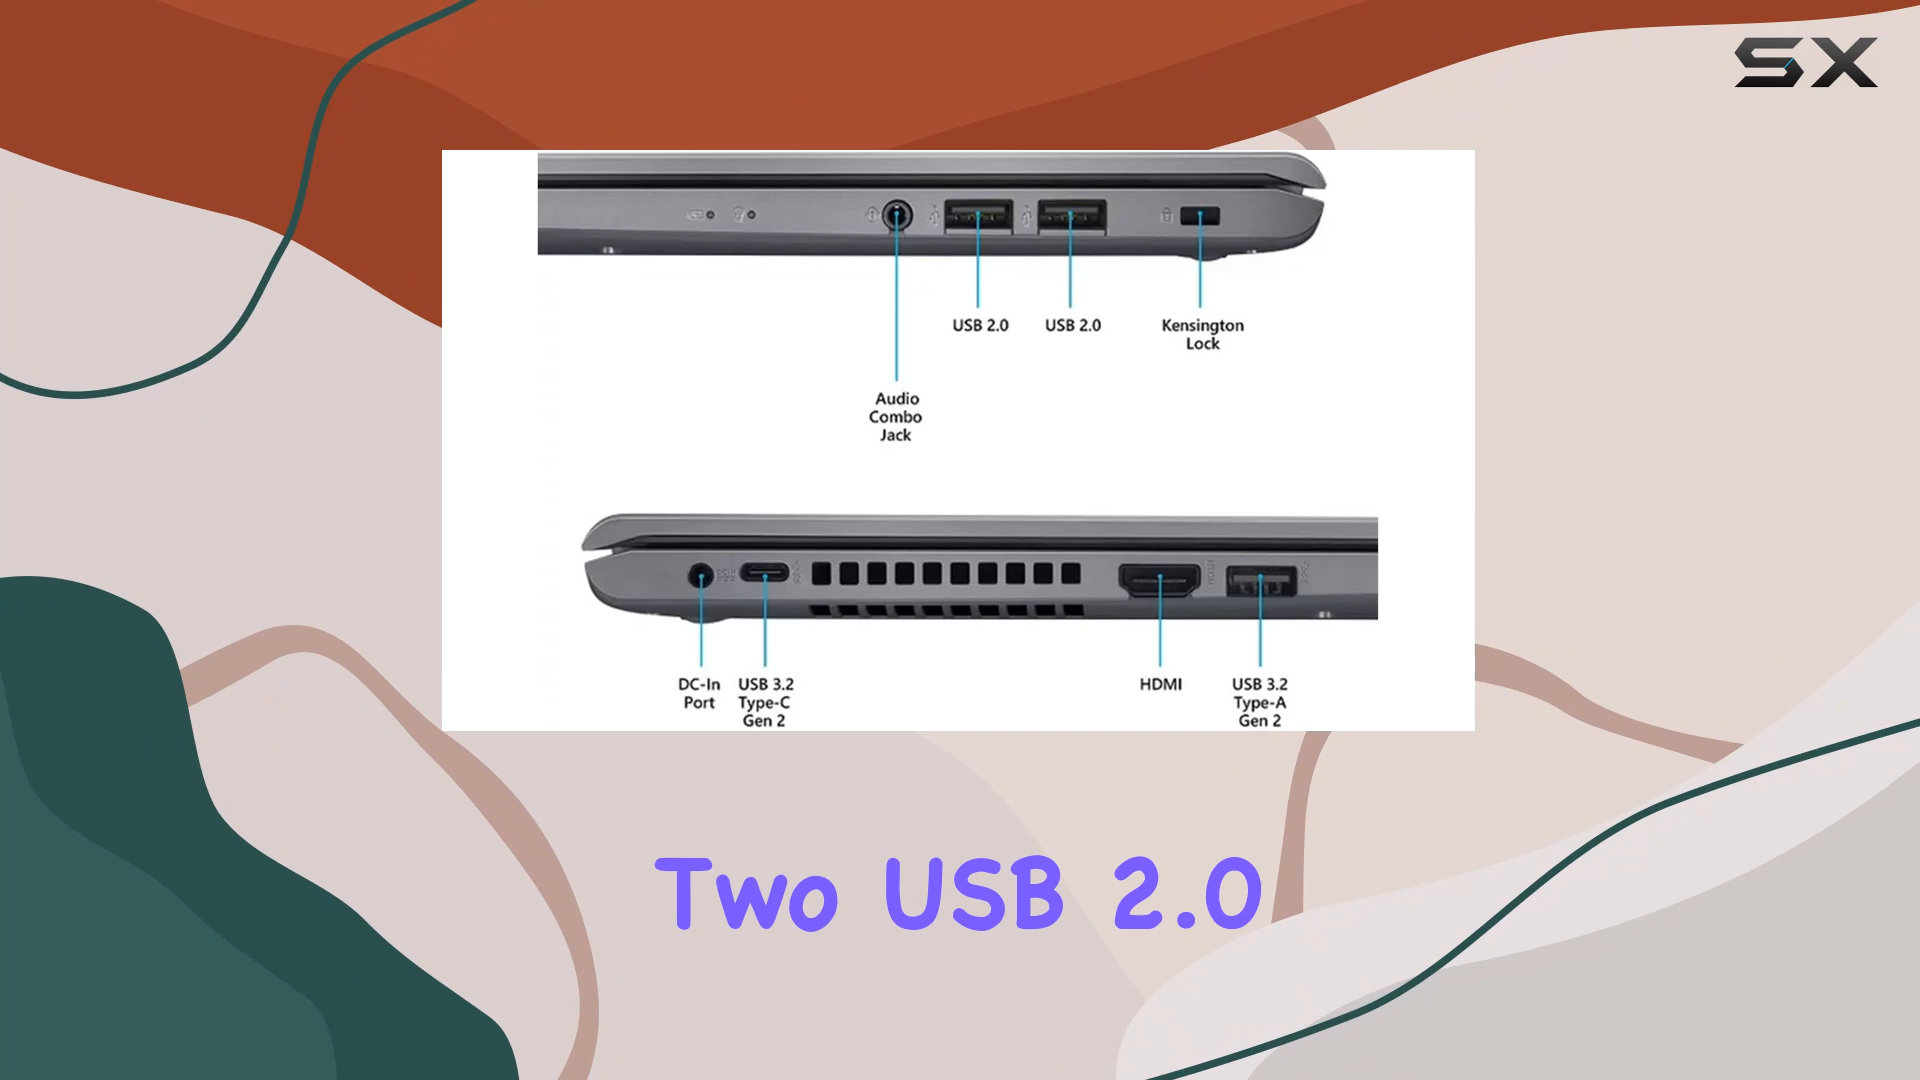 SX
USB 2.0 USB 2.0 Kensington
Lock
Audio
Combo
Jack
DC-In
Port
USB 3.2
Type-C
Gen 2
HDMI
USB 3.2
Type-A
Gen 2
Two USB 2.0